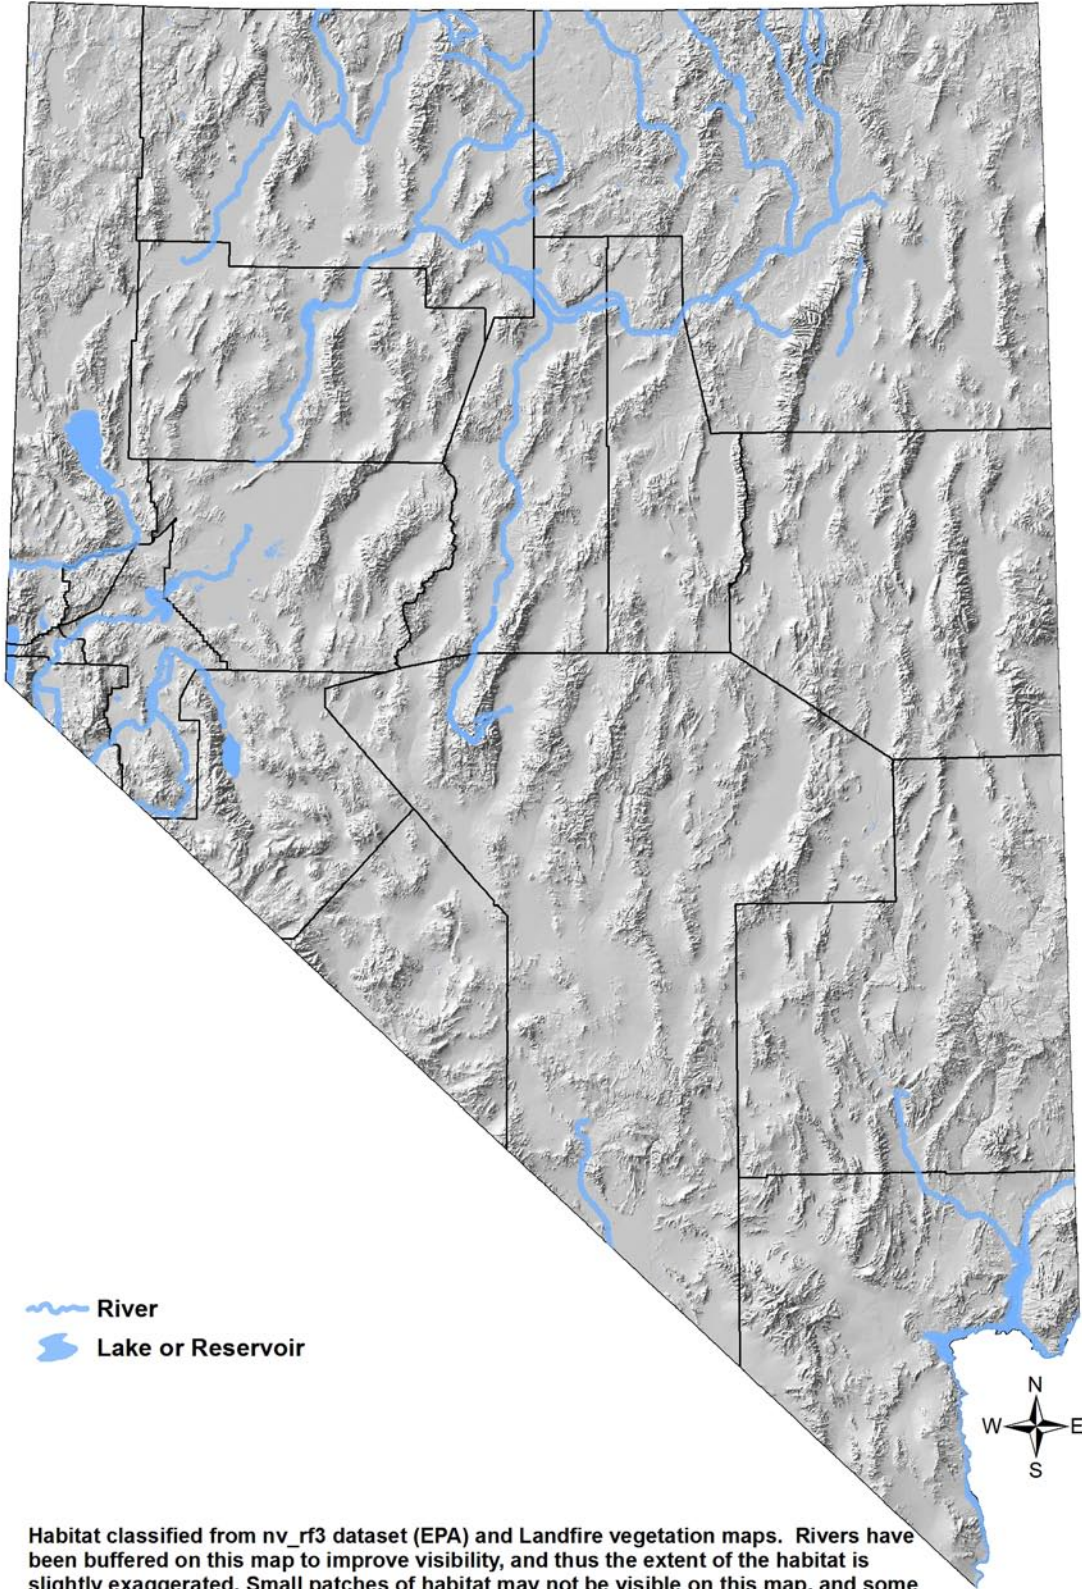 River
Lake or Reservoir
N
W E
S
Habitat classified from nv_rf3 dataset (EPA) and Landfire vegetation maps. Rivers have
been buffered on this map to improve visibility, and thus the extent of the habitat is
slightly exaggerated. Small patches of habitat may not be visible on this map, and some